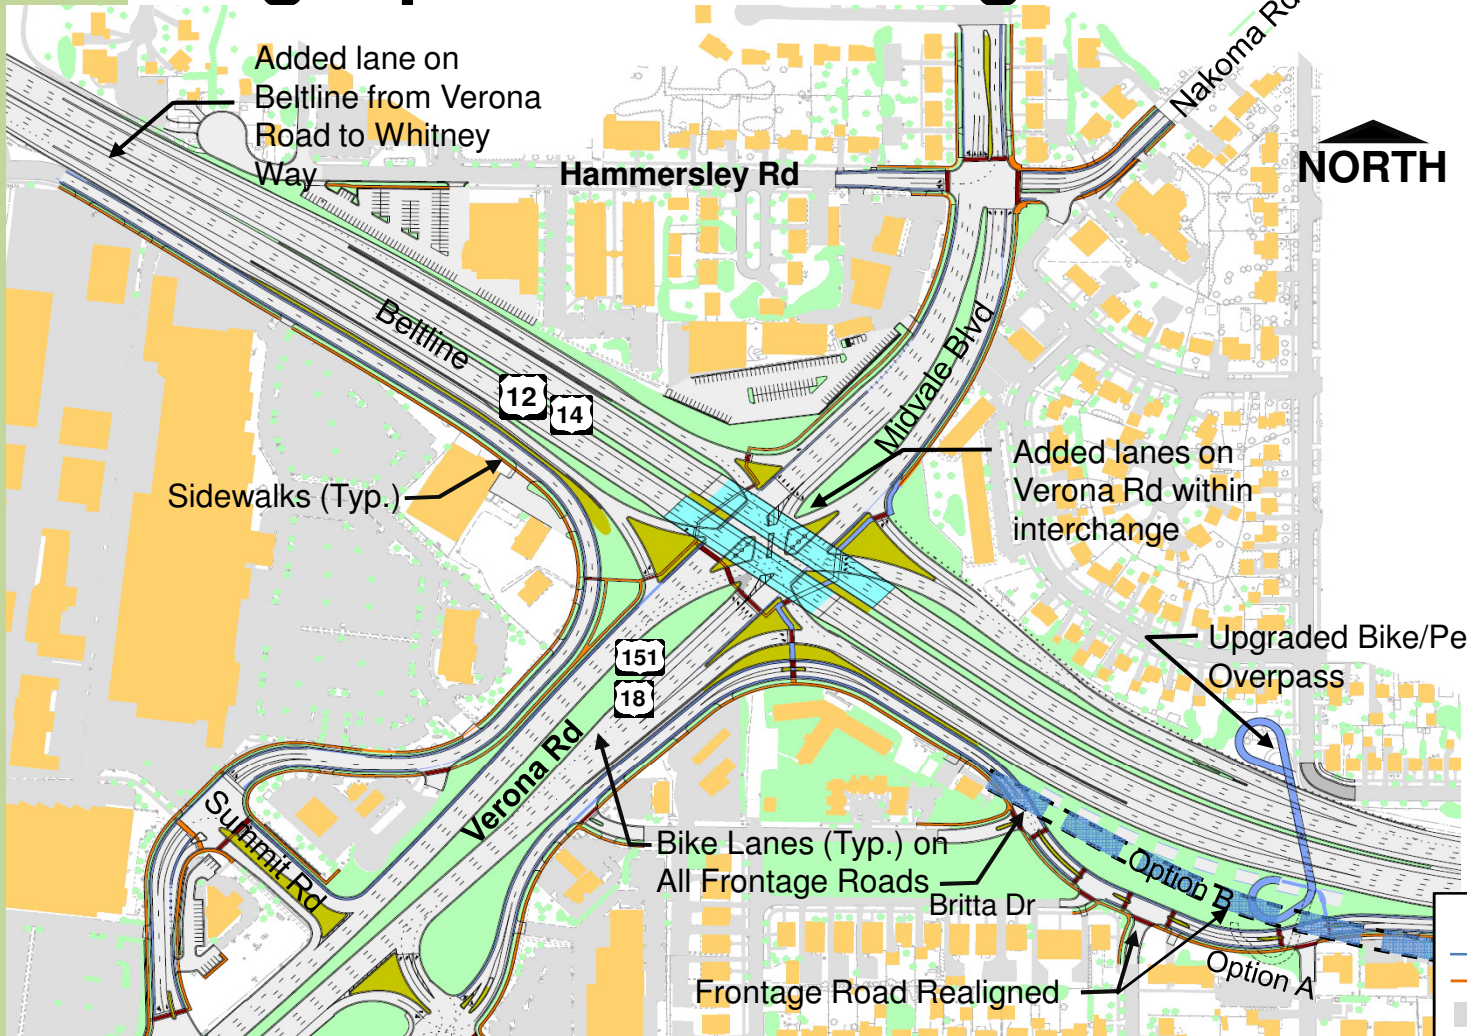 Added lane on
Beltline from Verona
Road to Whitney
Way
Hammersley Rd
Nakoma Rd
NORTH
Beltline
12
14
Midvale Blvd
Sidewalks (Typ.)
Added lanes on
Verona Rd within
interchange
151
18
Upgraded Bike/Pe
Overpass
Verona Rd
Summit Rd
Bike Lanes (Typ.) on
All Frontage Roads
Britta Dr
Option B
Option A
Frontage Road Realigned